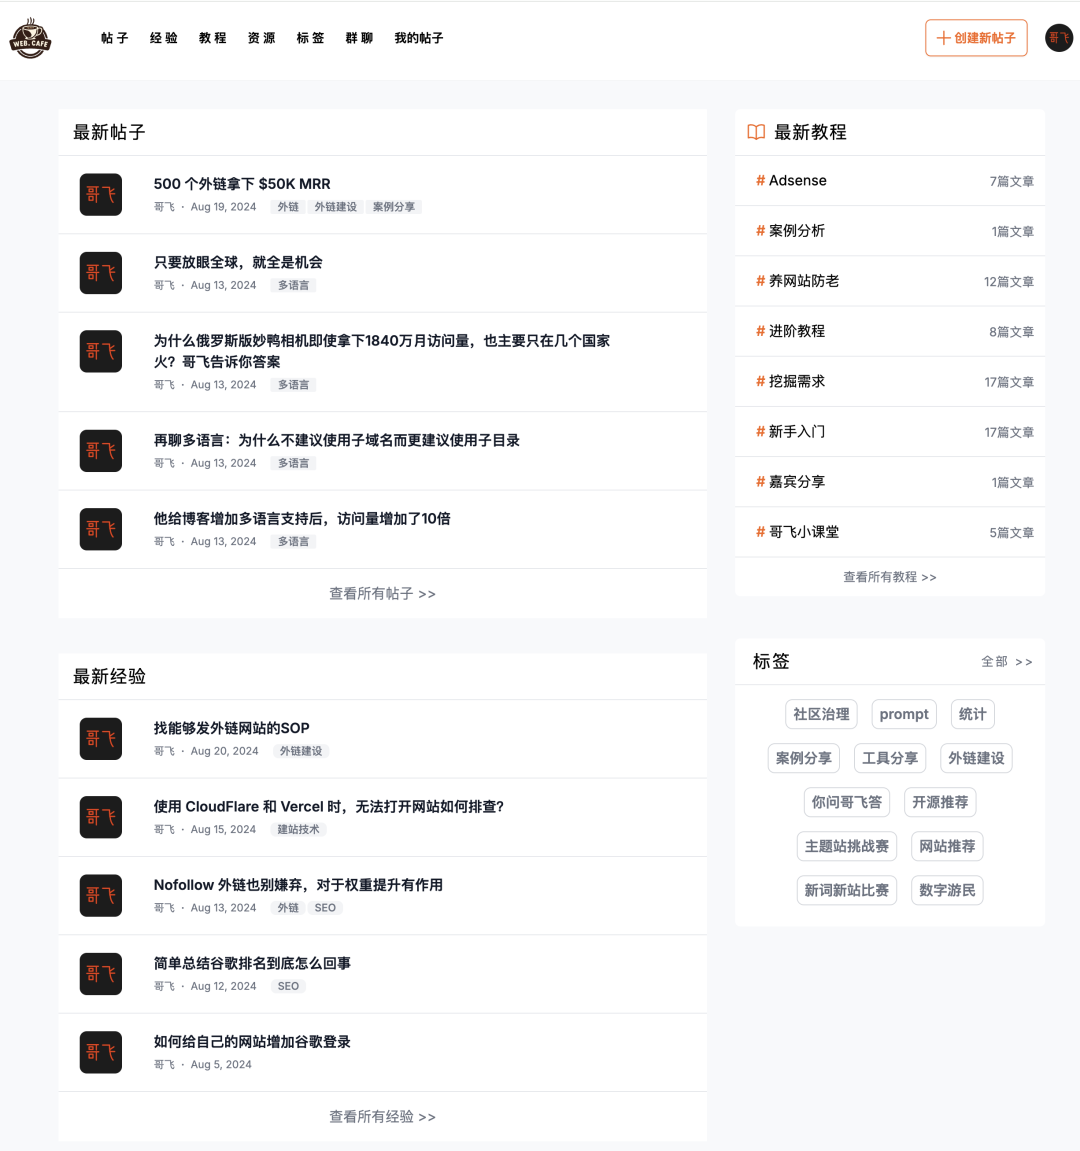 WEB.CAFE
帖子 经验 教程 资源 标签 群聊 我的帖子
创建新帖子
哥飞
最新帖子
哥飞
500 个外链拿下 $50K MRR
哥飞 · Aug 19, 2024 外链 外链建设 案例分享
哥飞
只要放眼全球，就全是机会
哥飞 · Aug 13, 2024 多语言
哥飞
为什么俄罗斯版妙鸭相机即使拿下1840万月访问量，也主要只在几个国家
火？哥飞告诉你答案
哥飞 · Aug 13, 2024 多语言
哥飞
再聊多语言：为什么不建议使用子域名而更建议使用子目录
哥飞 · Aug 13, 2024 多语言
哥飞
他给博客增加多语言支持后，访问量增加了10倍
哥飞 · Aug 13, 2024 多语言
查看所有帖子 >>
最新经验
哥飞
找能够发外链网站的SOP
哥飞 · Aug 20, 2024 外链建设
哥飞
使用 CloudFlare 和 Vercel 时，无法打开网站如何排查？
哥飞 · Aug 15, 2024 建站技术
哥飞
Nofollow 外链也别嫌弃，对于权重提升有作用
哥飞 · Aug 13, 2024 外链 SEO
哥飞
简单总结谷歌排名到底怎么回事
哥飞 · Aug 12, 2024 SEO
哥飞
如何给自己的网站增加谷歌登录
哥飞 · Aug 5, 2024
查看所有经验 >>
最新教程
# Adsense 7篇文章
# 案例分析 1篇文章
# 养网站防老 12篇文章
# 进阶教程 8篇文章
# 挖掘需求 17篇文章
# 新手入门 17篇文章
# 嘉宾分享 1篇文章
# 哥飞小课堂 5篇文章
查看所有教程 >>
标签 全部 >>
社区治理 prompt 统计
案例分享 工具分享 外链建设
你问哥飞答 开源推荐
主题站挑战赛 网站推荐
新词新站比赛 数字游民